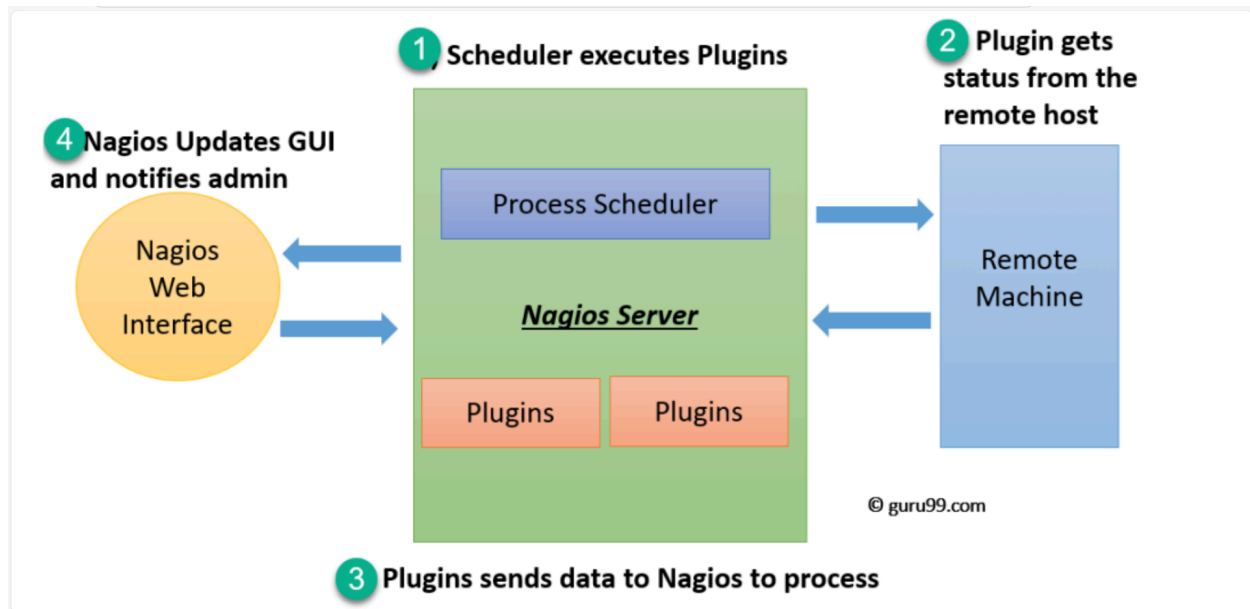 1 Scheduler executes Plugins
2 Plugin gets
status from the
remote host
4 Nagios Updates GUI
and notifies admin
Process Scheduler
Nagios
Web
Interface
Remote
Machine
Nagios Server
Plugins
Plugins
© guru99.com
3 Plugins sends data to Nagios to process